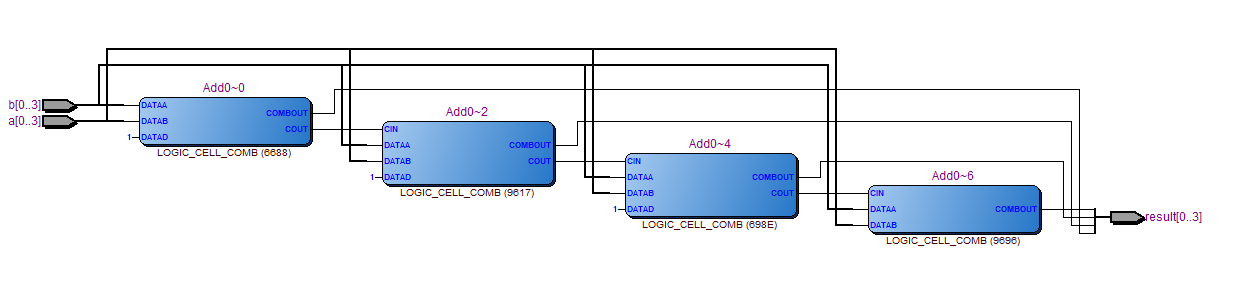 Add0~0
b[0..3]
a[0..3]
DATAA
DATAB
1 DATAD
COMBOUT
COUT
LOGIC_CELL_COMB (6688)
Add0~2
CIN
DATAA
DATAB
1 DATAD
COMBOUT
COUT
LOGIC_CELL_COMB (9617)
Add0~4
CIN
DATAA
DATAB
1 DATAD
COMBOUT
COUT
LOGIC_CELL_COMB (698E)
Add0~6
CIN
DATAA
DATAB
COMBOUT
LOGIC_CELL_COMB (9696)
result[0..3]